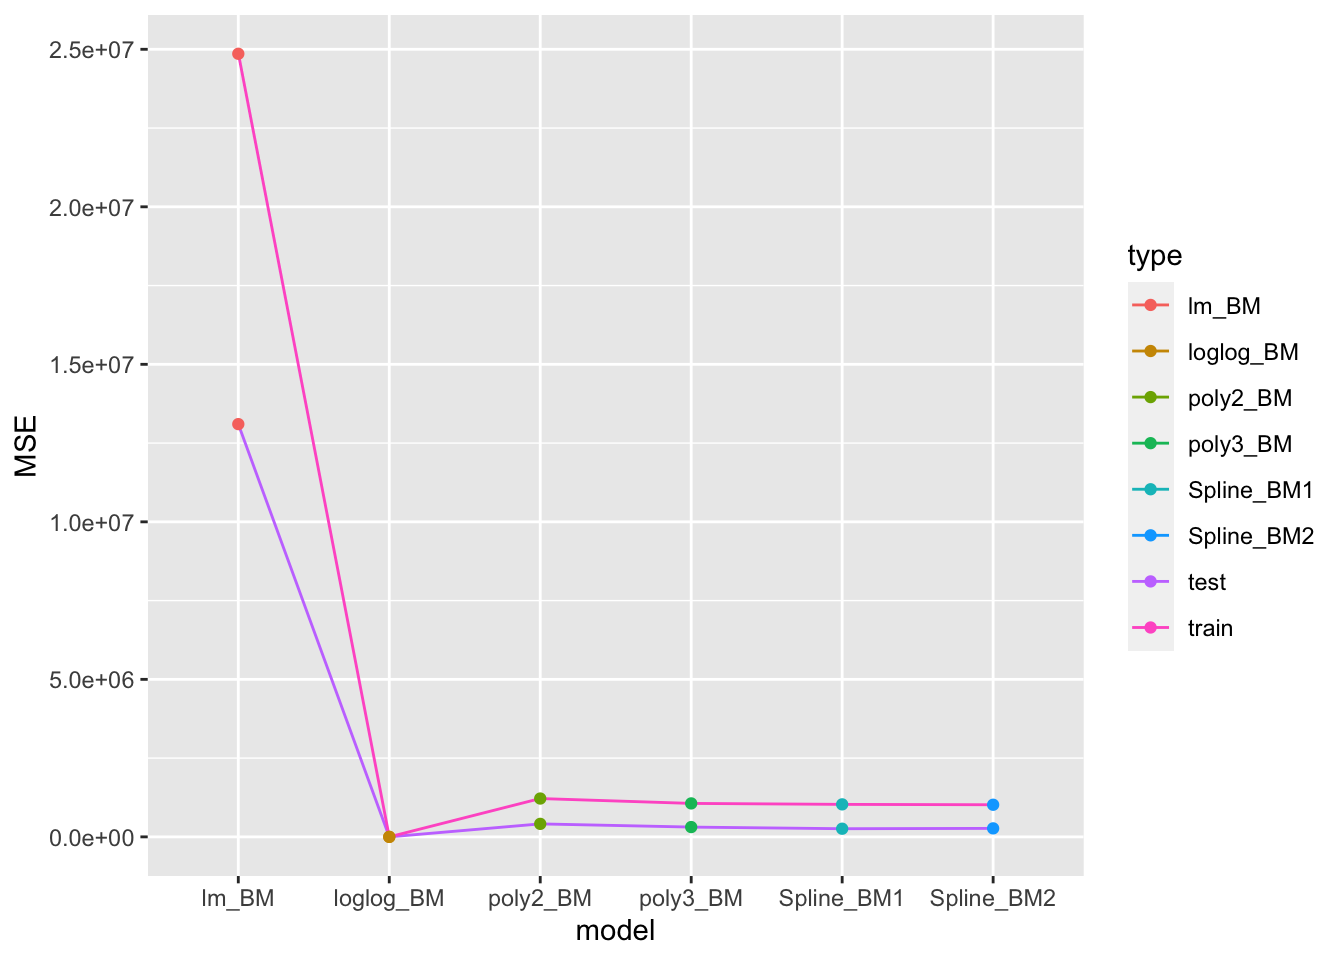 2.5e+07
2.0e+07
1.5e+07
1.0e+07
5.0e+06
0.0e+00
MSE
lm_BM loglog_BM poly2_BM poly3_BM Spline_BM1 Spline_BM2
model
type
lm_BM
loglog_BM
poly2_BM
poly3_BM
Spline_BM1
Spline_BM2
test
train